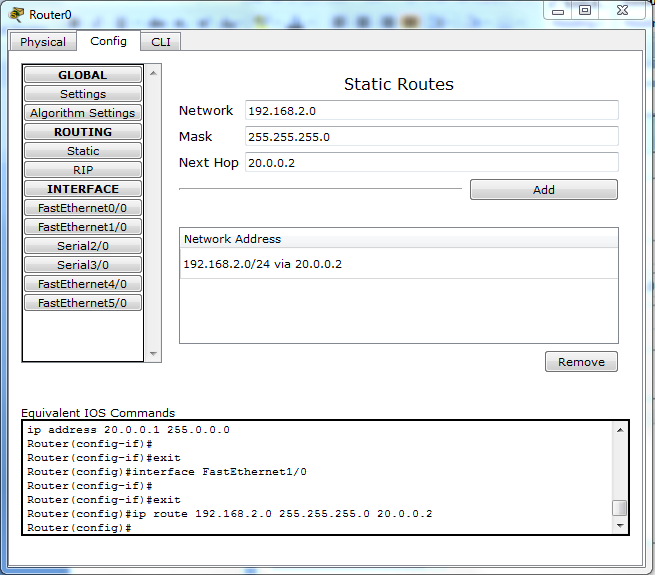 Router0
Physical Config CLI
GLOBAL
Settings
Algorithm Settings
ROUTING
Static
RIP
INTERFACE
FastEthernet0/0
FastEthernet1/0
Serial2/0
Serial3/0
FastEthernet4/0
FastEthernet5/0
Static Routes
Network 192.168.2.0
Mask 255.255.255.0
Next Hop 20.0.0.2
Add
Network Address
192.168.2.0/24 via 20.0.0.2
Remove
Equivalent IOS Commands
ip address 20.0.0.1 255.0.0.0
Router(config-if)#
Router(config-if)#exit
Router(config)#interface FastEthernet1/0
Router(config-if)#
Router(config-if)#exit
Router(config)#ip route 192.168.2.0 255.255.255.0 20.0.0.2
Router(config)#